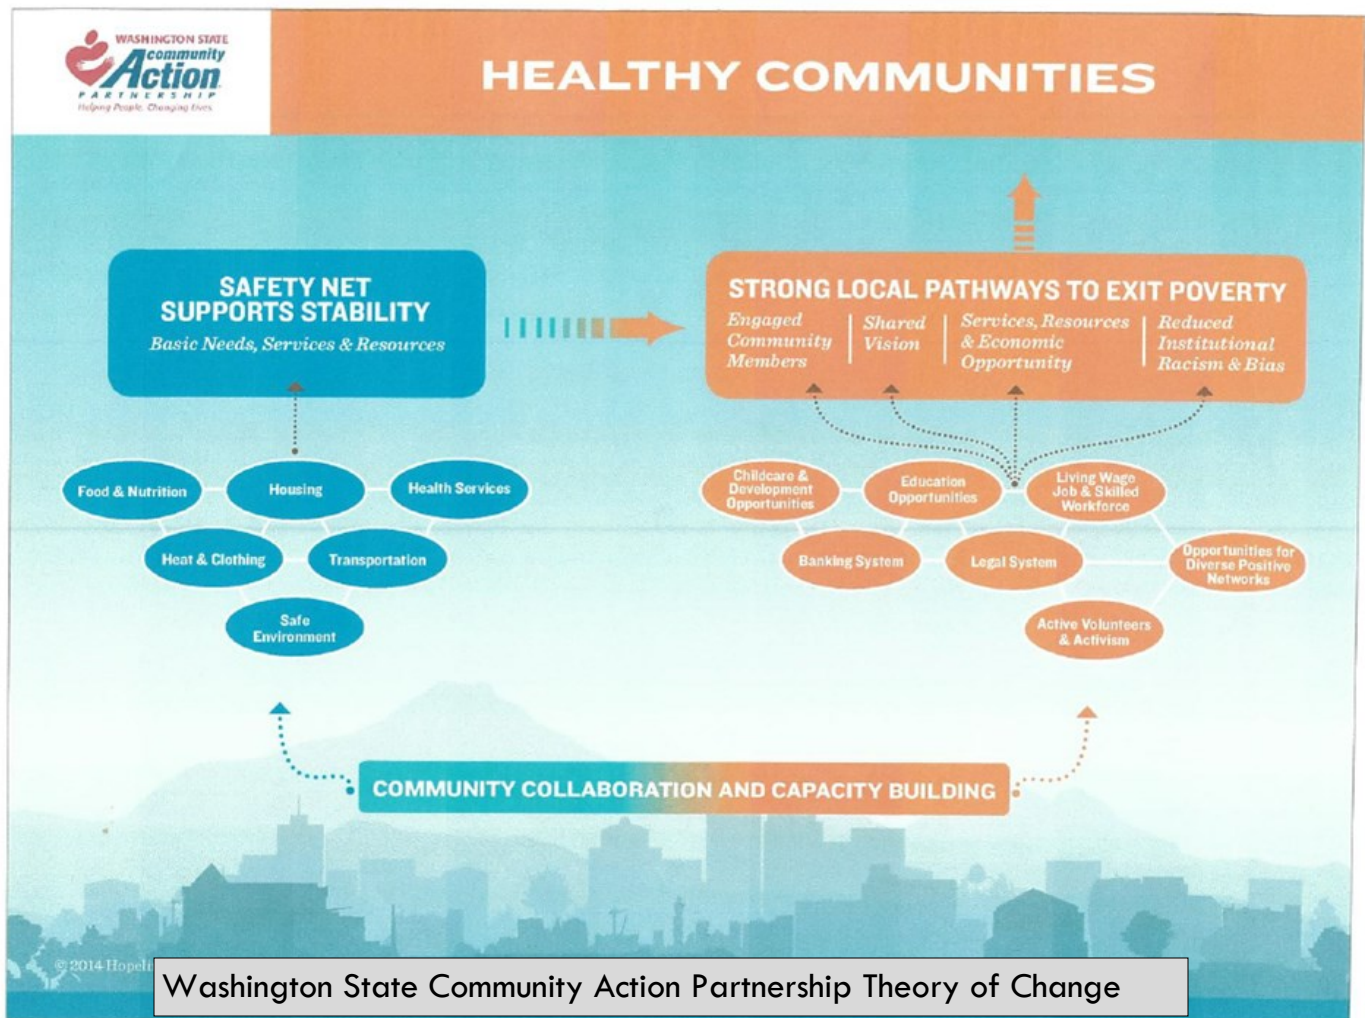 WASHINGTON STATE
community
Action
PARTNERSHIP
Helping People. Changing Lives.
HEALTHY COMMUNITIES
SAFETY NET
SUPPORTS STABILITY
Basic Needs, Services & Resources
STRONG LOCAL PATHWAYS TO EXIT POVERTY
Engaged
Community
Members
Shared
Vision
Services, Resources
& Economic
Opportunity
Reduced
Institutional
Racism & Bias
Food & Nutrition
Housing
Health Services
Heat & Clothing
Transportation
Safe
Environment
Childcare &
Development
Opportunities
Education
Opportunities
Living Wage
Job & Skilled
Workforce
Banking System
Legal System
Opportunities for
Diverse Positive
Networks
Active Volunteers
& Activism
COMMUNITY COLLABORATION AND CAPACITY BUILDING
© 2014
Washington State Community Action Partnership Theory of Change